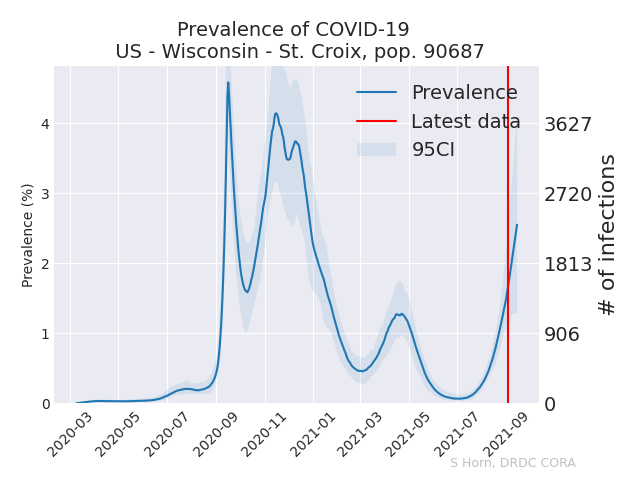 Prevalence of COVID-19
US - Wisconsin - St. Croix, pop. 90687
Prevalence
Latest data
95CI
Prevalence (%)
4
3
2
1
0
3627
2720
1813
906
0
# of infections
2020-03
2020-05
2020-07
2020-09
2020-11
2021-01
2021-03
2021-05
2021-07
2021-09
S Horn, DRDC CORA